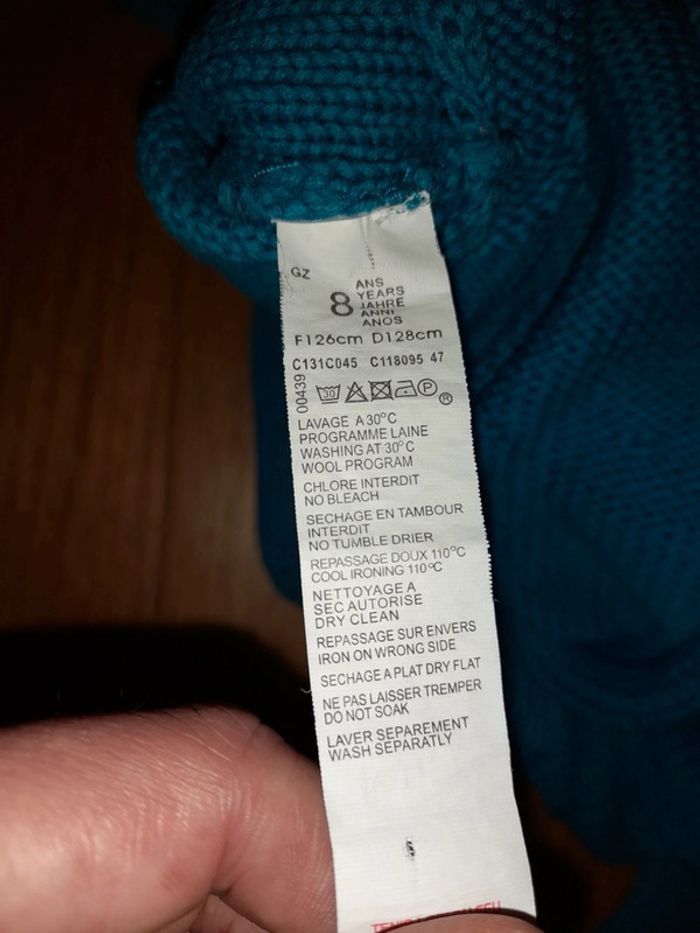 GZ
8 ANS
YEARS
JAHRE
ANNI
ANOS
F126cm D128cm
C131C045 C118095 47
00439
30 P ®
LAVAGE A 30°C
PROGRAMME LAINE
WASHING AT 30°C
WOOL PROGRAM
CHLORE INTERDIT
NO BLEACH
SECHAGE EN TAMBOUR
INTERDIT
NO TUMBLE DRIER
REPASSAGE DOUX 110°C
COOL IRONING 110°C
NETTOYAGE A
SEC AUTORISE
DRY CLEAN
REPASSAGE SUR ENVERS
IRON ON WRONG SIDE
SECHAGE A PLAT DRY FLAT
NE PAS LAISSER TREMPER
DO NOT SOAK
LAVER SEPAREMENT
WASH SEPARATLY